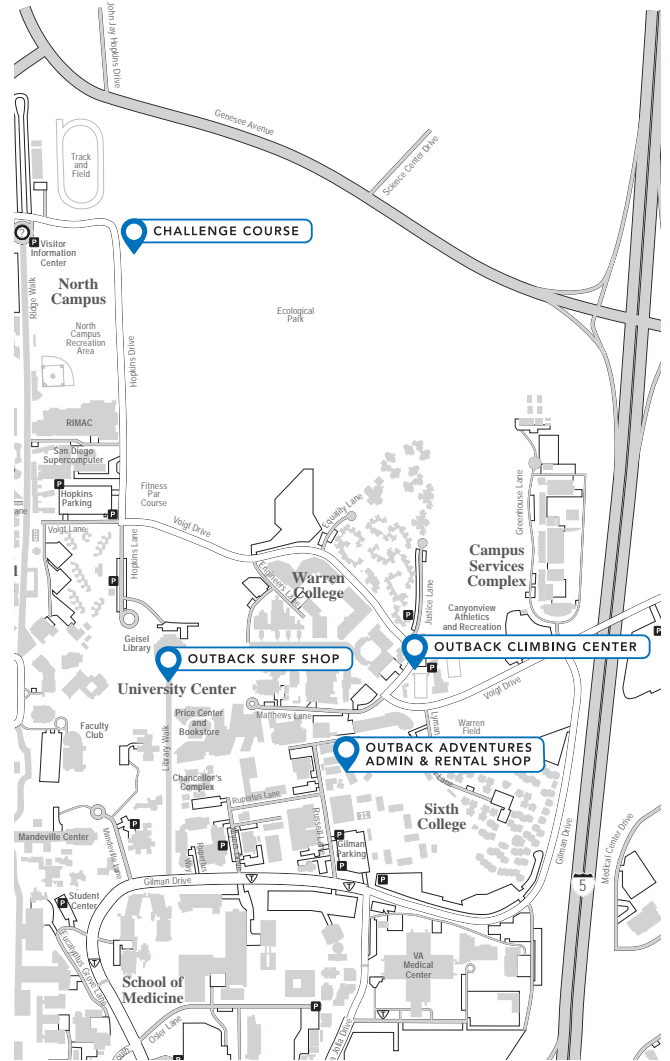 John Jay Hopkins Drive
Genesee Avenue
Science Center Drive
Track
and
Field
CHALLENGE COURSE
?
P
Visitor
Information
Center
North
Campus
Ridge Walk
Ecological
Park
North
Campus
Recreation
Area
Hopkins Drive
RIMAC
San Diego
Supercomputer
P
Hopkins
Parking
P
Fitness
Par
Course
Voigt Lane
Voigt Drive
Equality Lane
Greenhouse Lane
Campus
Services
Complex
Hopkins Lane
P
Engineers Lane
Warren
College
Justice Lane
P
Canyonview
Athletics
and Recreation
Geisel
Library
OUTBACK SURF SHOP
OUTBACK CLIMBING CENTER
P
P
University Center
Voigt Drive
Matthews Lane
Price Center
and
Bookstore
Library Walk
Faculty
Club
Lyman
Lane
Warren
Field
OUTBACK ADVENTURES
ADMIN & RENTAL SHOP
Chancellor's
Complex
Rupertus Lane
Russell Lane
Sixth
College
Mandeville Center
Mandeville Lane
P
Rupertus
Way
P
Gilman
Parking
P
P
Gilman Drive
Gilman Drive
Medical Center Drive
5
Student
Center
P
Eucalyptus Grove Lane
VA
Medical
Center
School of
Medicine
Osler Lane
P
La Jolla Drive